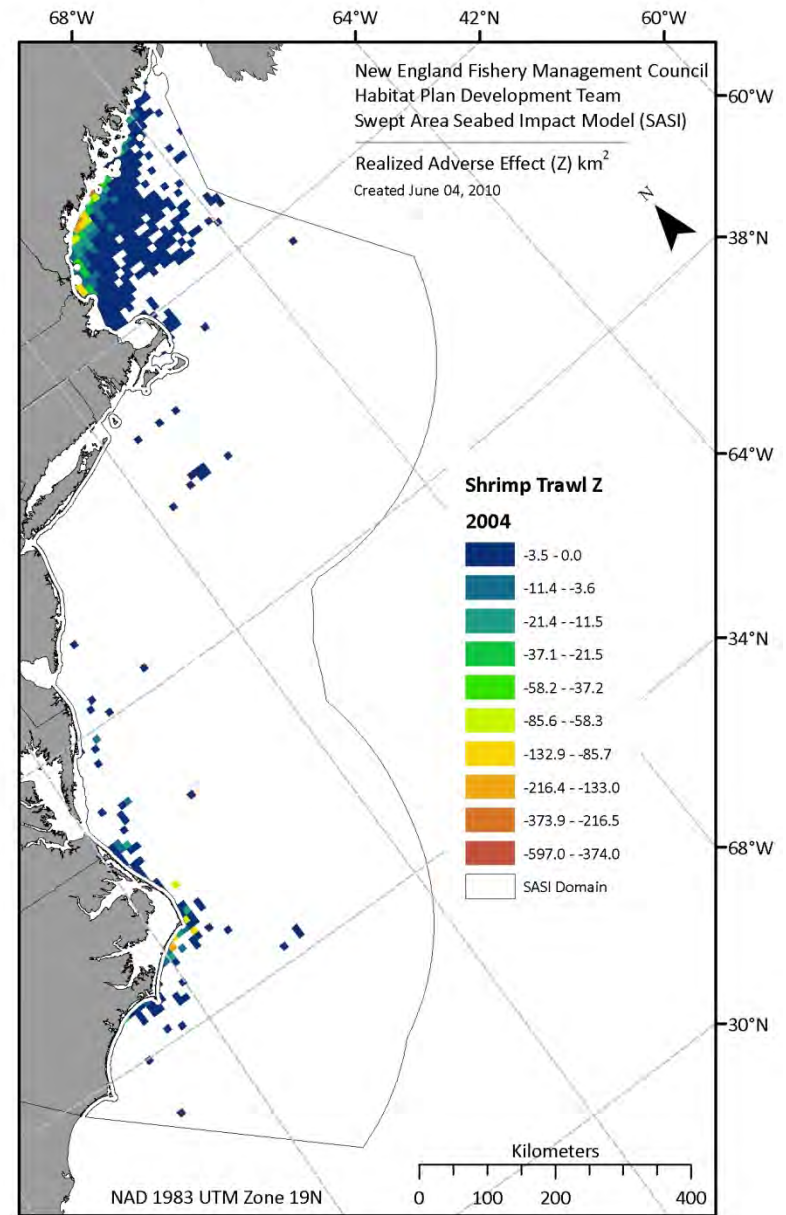 68°W 64°W 42°N 60°W
New England Fishery Management Council
Habitat Plan Development Team
Swept Area Seabed Impact Model (SASI)
Realized Adverse Effect (Z) km²
Created June 04, 2010
60°W
N
38°N
64°W
Shrimp Trawl Z
2004
-3.5 - 0.0
-11.4 - -3.6
-21.4 - -11.5
-37.1 - -21.5
-58.2 - -37.2
-85.6 - -58.3
-132.9 - -85.7
-216.4 - -133.0
-373.9 - -216.5
-597.0 - -374.0
SASI Domain
34°N
68°W
30°N
Kilometers
0 100 200 400
NAD 1983 UTM Zone 19N